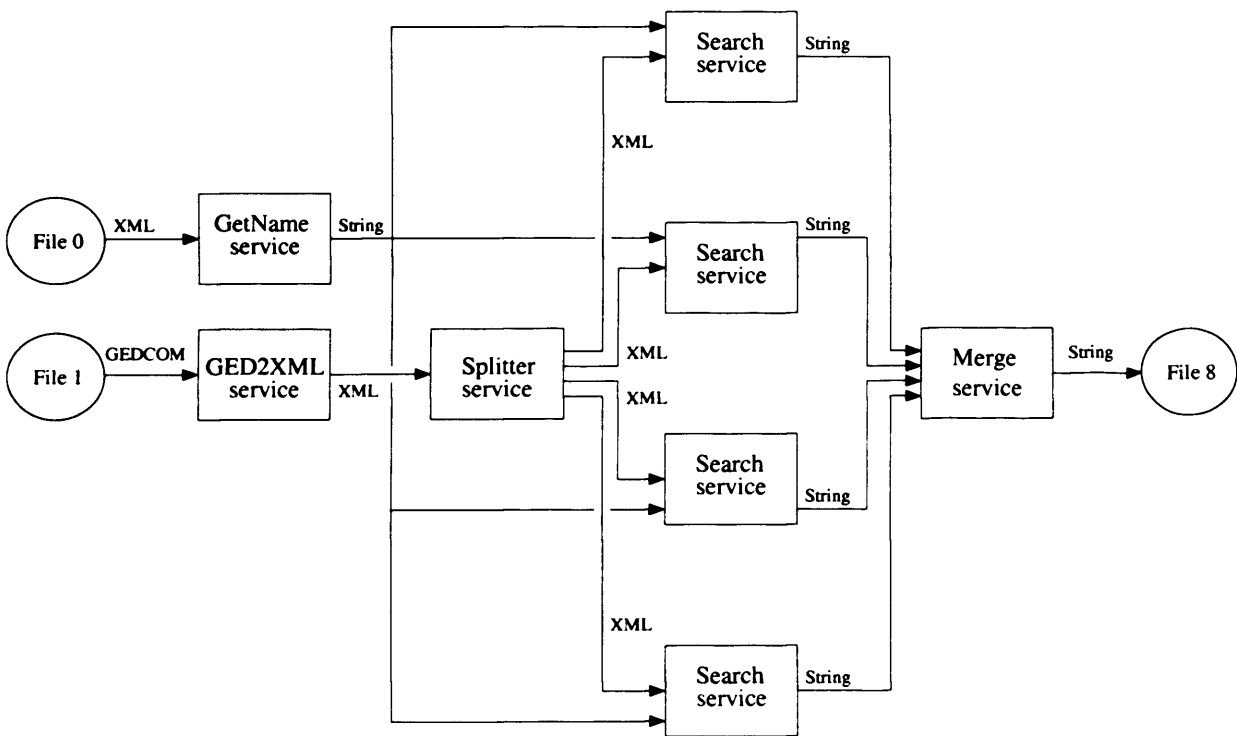 Search
service
String
XML
File 0
XML
GetName
service
String
Search
service
String
File 1
GEDCOM
GED2XML
service
XML
Splitter
service
XML
XML
Merge
service
String
File 8
Search
service
String
XML
Search
service
String